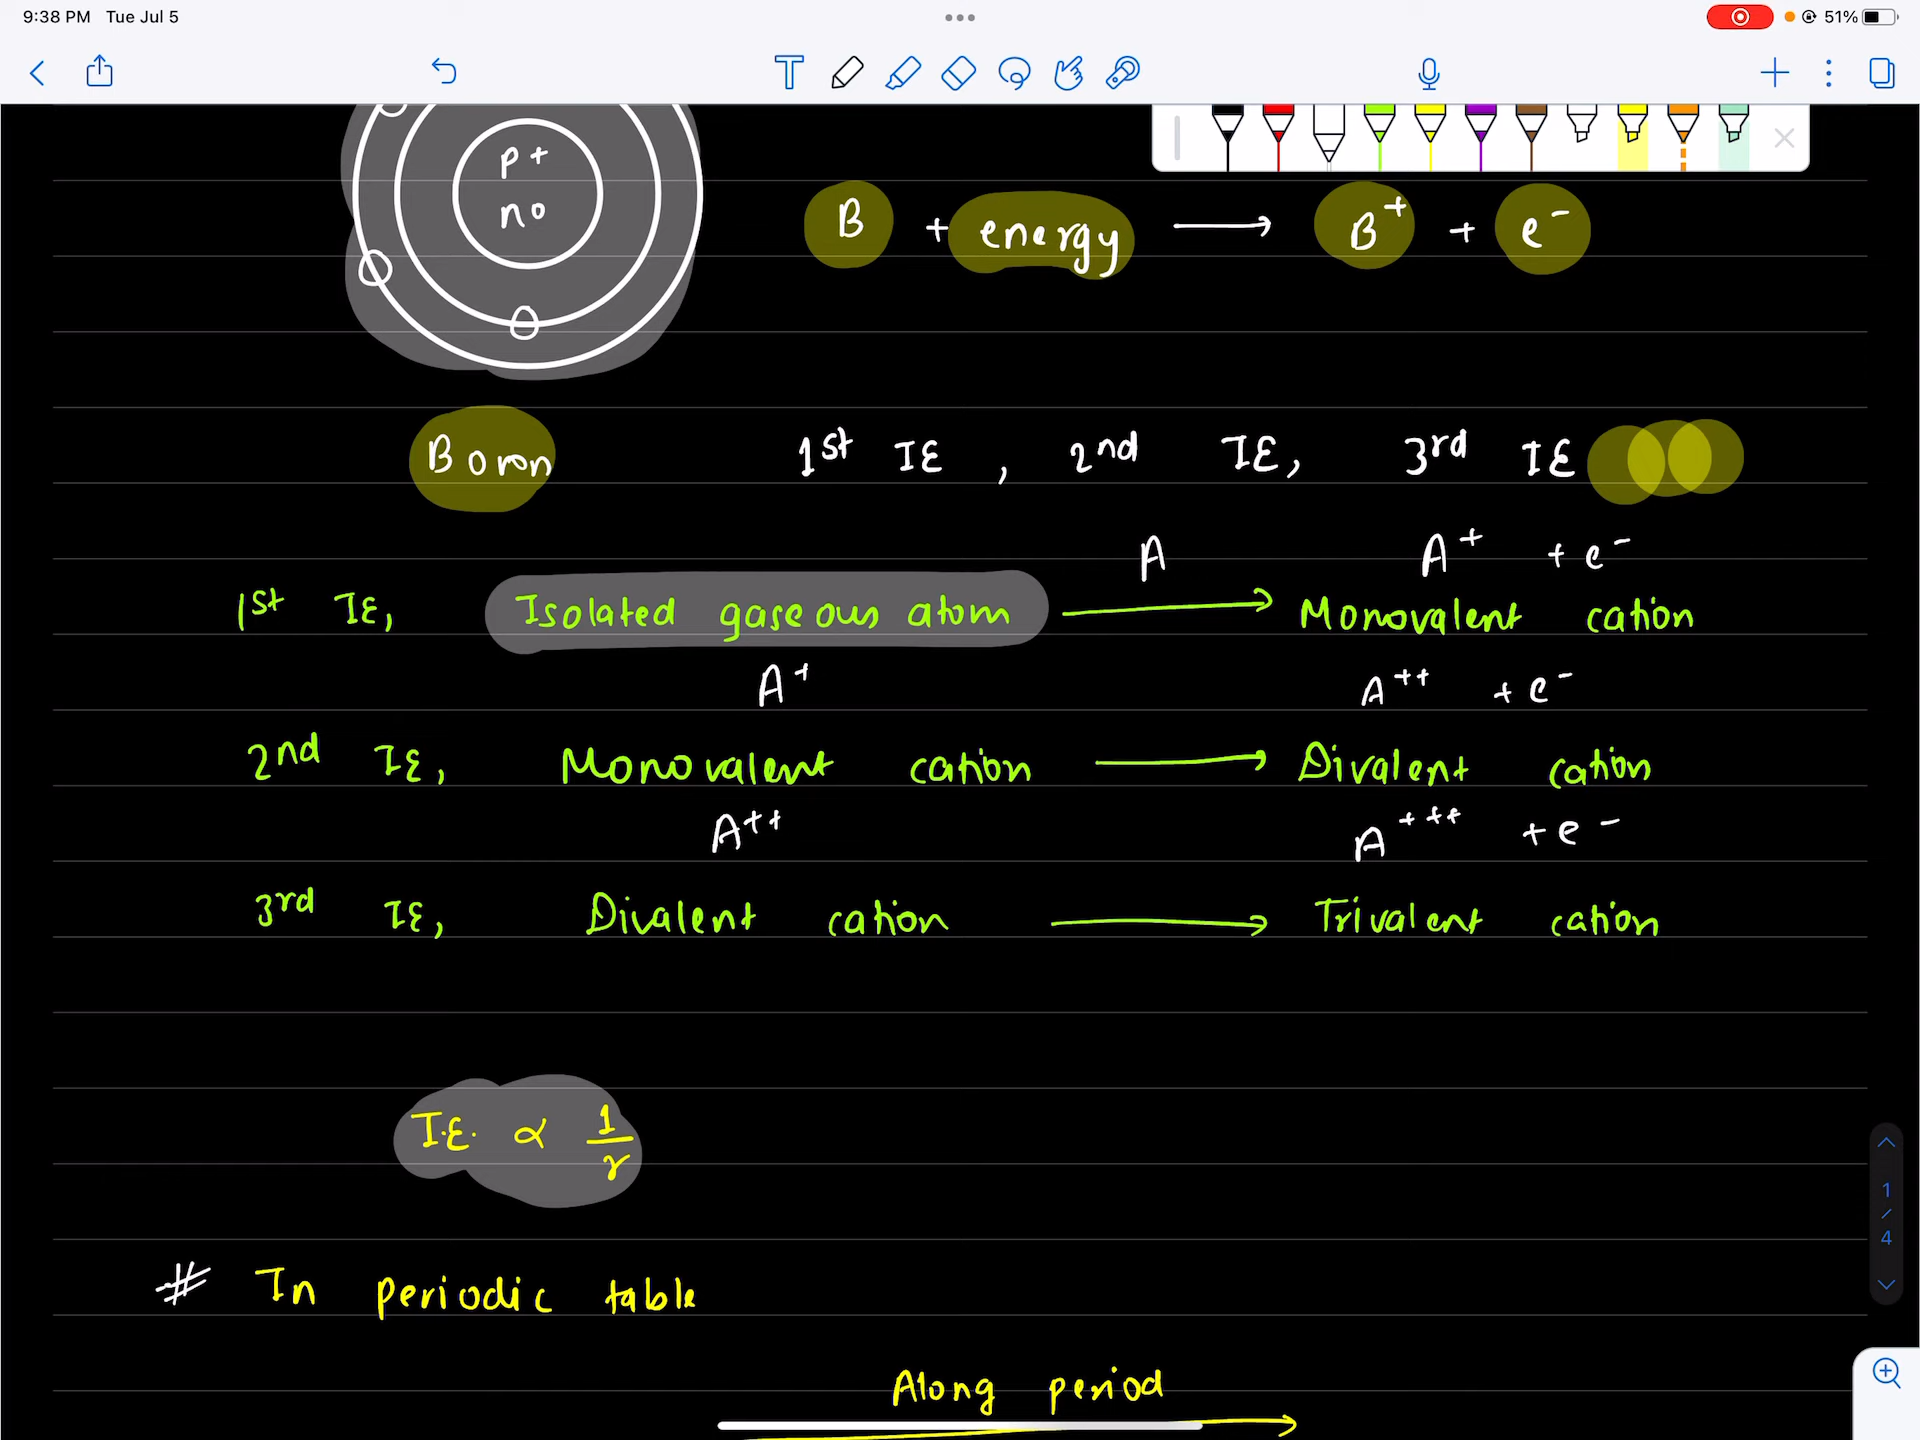 9:38 PM Tue Jul 5
51%
P+
no
B + energy ⟶ B⁺ + e⁻
Boron
1st IE, 2nd IE, 3rd IE
A A⁺ + e⁻
1st IE, Isolated gaseous atom ⟶ Monovalent cation
A⁺ A⁺⁺ + e⁻
2nd IE, Monovalent cation ⟶ Divalent cation
A⁺⁺ A⁺⁺⁺ + e⁻
3rd IE, Divalent cation ⟶ Trivalent cation
I.E. ∝ 1/r
# In periodic table
Along period
1
/
4